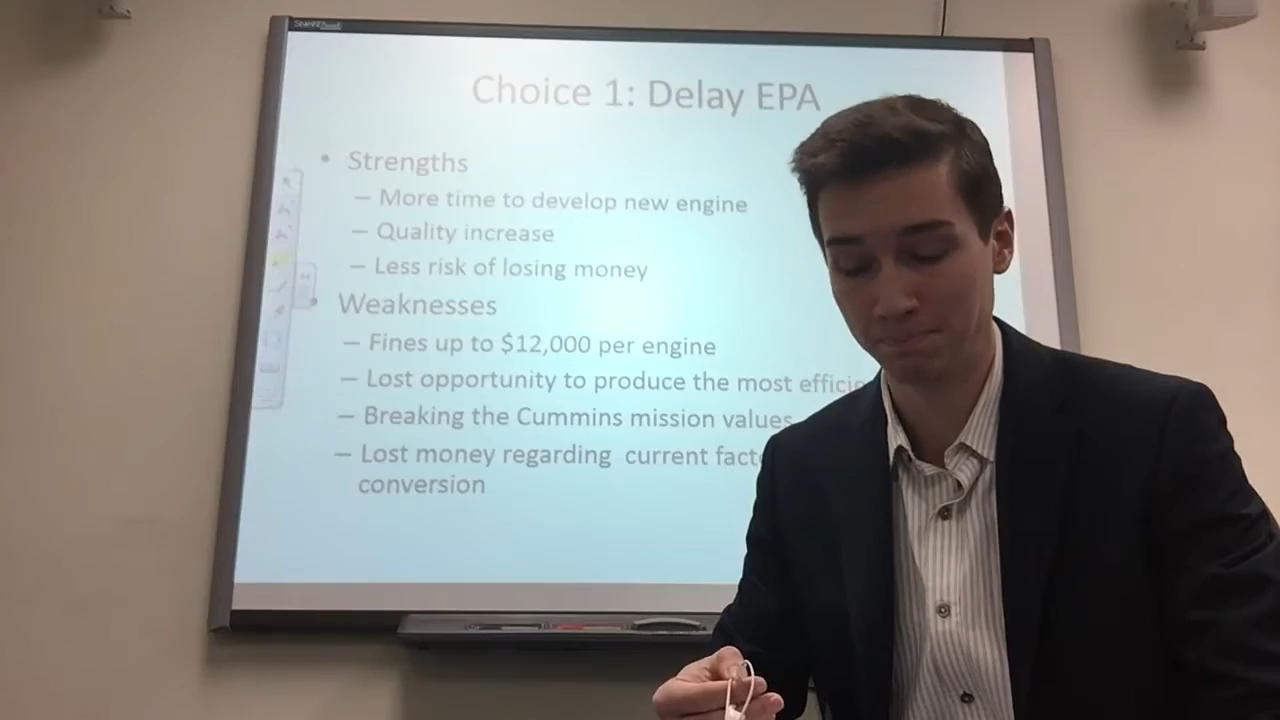 SMART Board
Choice 1: Delay EPA
• Strengths
– More time to develop new engine
– Quality increase
– Less risk of losing money
• Weaknesses
– Fines up to $12,000 per engine
– Lost opportunity to produce the most
– Breaking the Cummins mission values
– Lost money regarding current
conversion